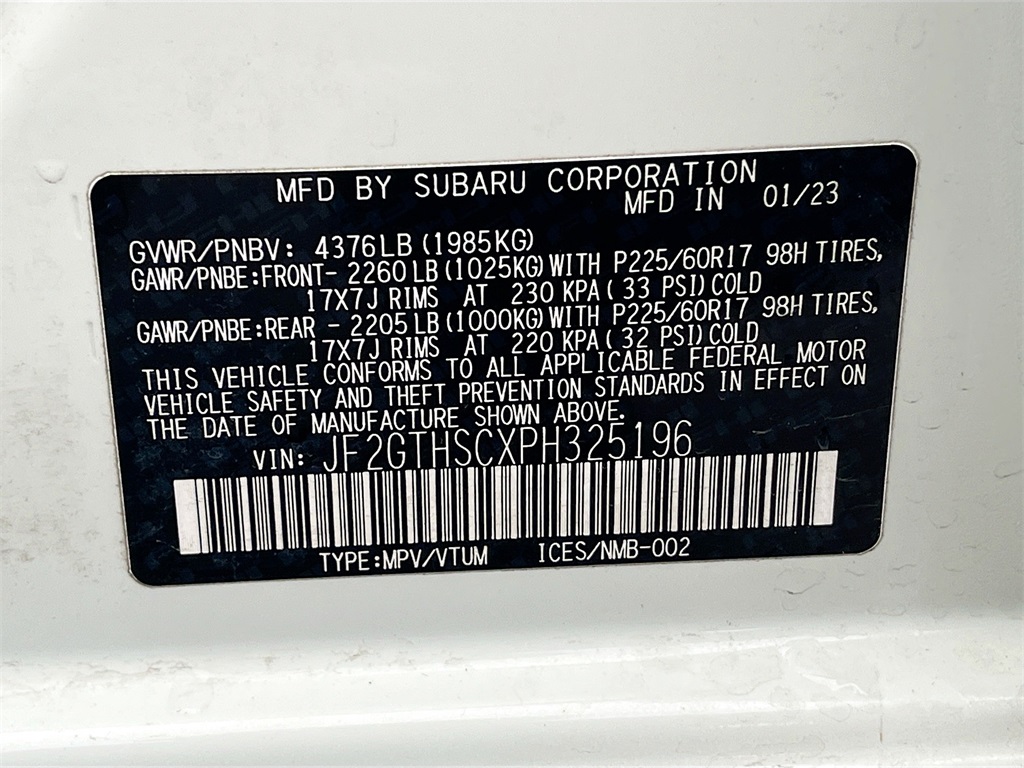 MFD BY SUBARU CORPORATION
MFD IN 01/23
GVWR/PNBV: 4376LB (1985KG)
GAWR/PNBE:FRONT- 2260LB (1025KG) WITH P225/60R17 98H TIRES,
17X7J RIMS AT 230 KPA ( 33 PSI) COLD
GAWR/PNBE:REAR - 2205LB (1000KG) WITH P225/60R17 98H TIRES,
17X7J RIMS AT 220 KPA ( 32 PSI) COLD
THIS VEHICLE CONFORMS TO ALL APPLICABLE FEDERAL MOTOR
VEHICLE SAFETY AND THEFT PREVENTION STANDARDS IN EFFECT ON
THE DATE OF MANUFACTURE SHOWN ABOVE.
VIN: JF2GTHSCXPH325196
TYPE:MPV/VTUM ICES/NMB-002